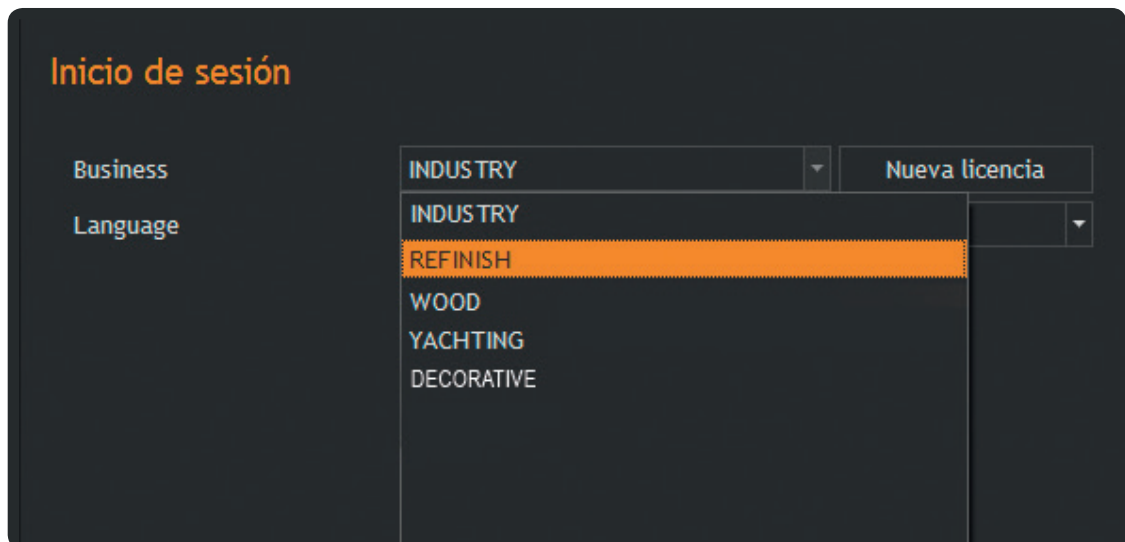 Inicio de sesión
Business INDUSTRY Nueva licencia
Language
INDUSTRY
REFINISH
WOOD
YACHTING
DECORATIVE